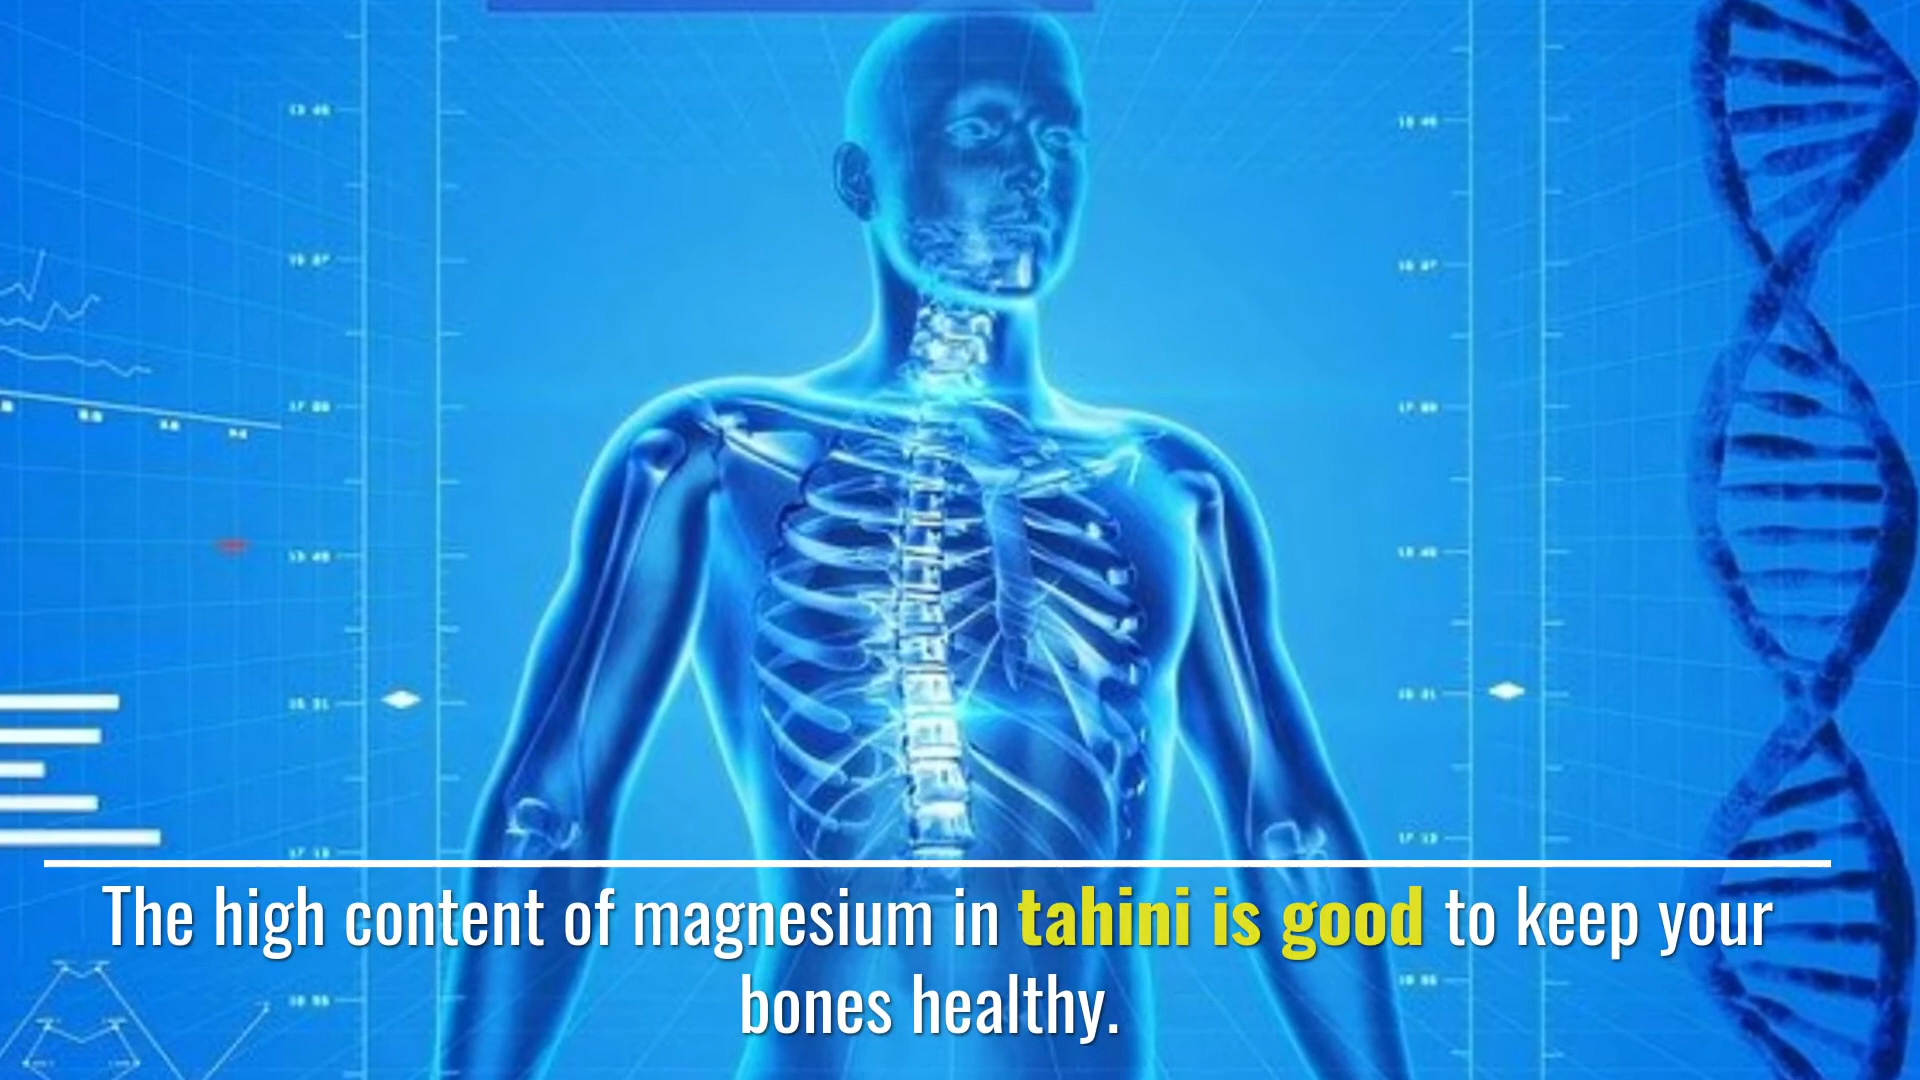 The high content of magnesium in tahini is good to keep your
bones healthy.